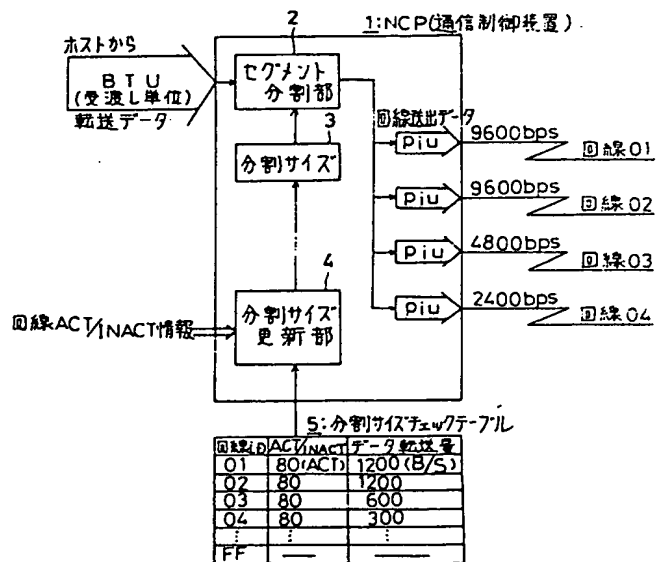 1:NCP(通信制御装置)
2
ホストから
BTU
(受渡し単位)
転送データ
セグメント
分割部
回線送出データ
3
分割サイズ
Piu
9600bps
回線01
Piu
9600bps
回線02
Piu
4800bps
回線03
Piu
2400bps
回線04
4
分割サイズ
更新部
回線ACT/INACT情報
5:分割サイズチェックテーブル
回線iD ACT/INACT データ転送量
01 80(ACT) 1200(B/S)
02 80 1200
03 80 600
04 80 300
⋮ ⋮ ⋮
FF — —